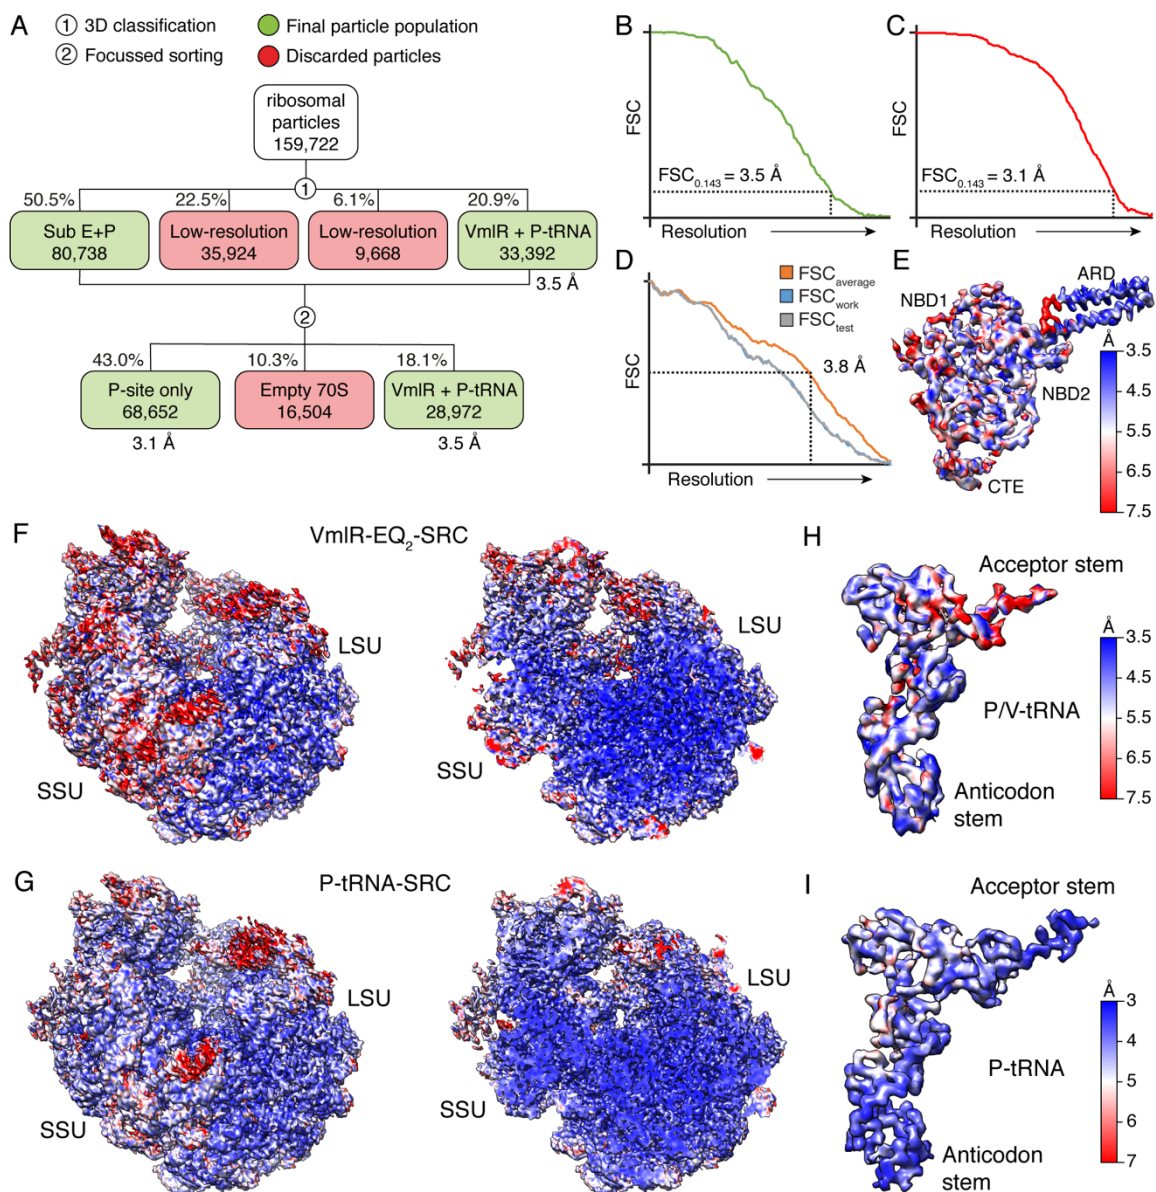 A
1 3D classification
2 Focussed sorting
Final particle population
Discarded particles
ribosomal
particles
159,722
1
50.5%
22.5%
6.1%
20.9%
Sub E+P
80,738
Low-resolution
35,924
Low-resolution
9,668
VmlR + P-tRNA
33,392
3.5 Å
2
43.0%
10.3%
18.1%
P-site only
68,652
Empty 70S
16,504
VmlR + P-tRNA
28,972
3.1 Å
3.5 Å
B
FSC
FSC0.143 = 3.5 Å
Resolution
C
FSC
FSC0.143 = 3.1 Å
Resolution
D
FSCaverage
FSCwork
FSCtest
3.8 Å
FSC
Resolution
E
ARD
NBD1
NBD2
CTE
Å
3.5
4.5
5.5
6.5
7.5
F
VmlR-EQ2-SRC
LSU
SSU
LSU
H
Acceptor stem
P/V-tRNA
Anticodon
stem
Å
3.5
4.5
5.5
6.5
7.5
G
P-tRNA-SRC
LSU
SSU
LSU
SSU
I
Acceptor stem
P-tRNA
Anticodon
stem
Å
3
4
5
6
7